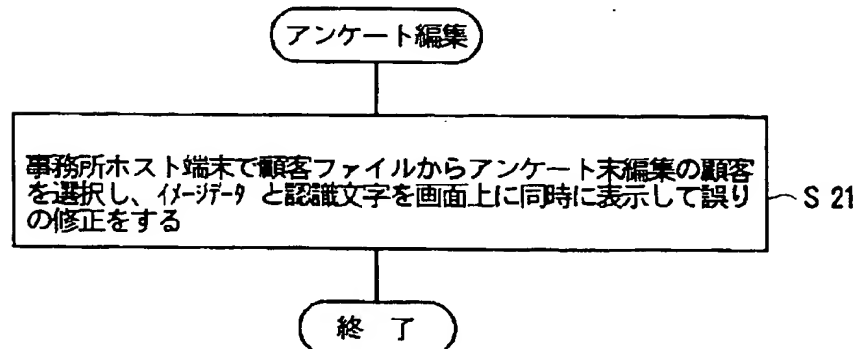 アンケート編集
事務所ホスト端末で顧客ファイルからアンケート末編集の顧客
を選択し、イメージデータ と認識文字を画面上に同時に表示して誤り
の修正をする
S 21
終 了